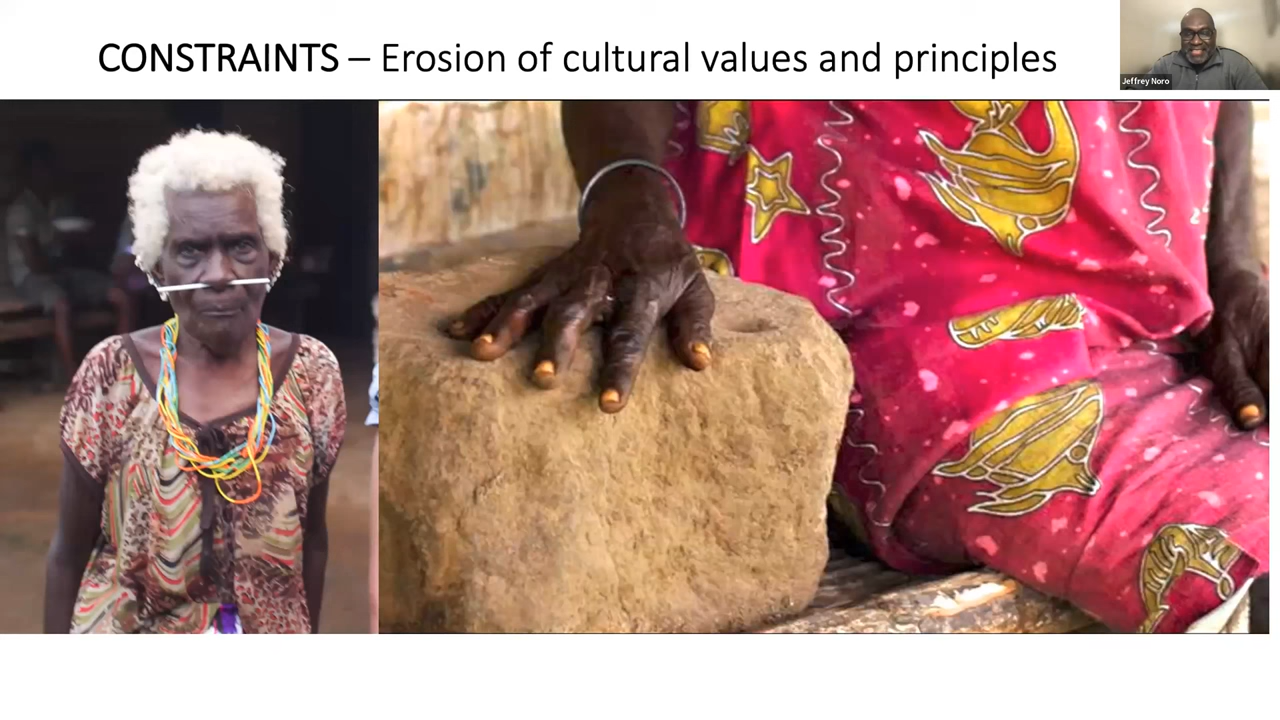 CONSTRAINTS – Erosion of cultural values and principles
Jeffrey Noro